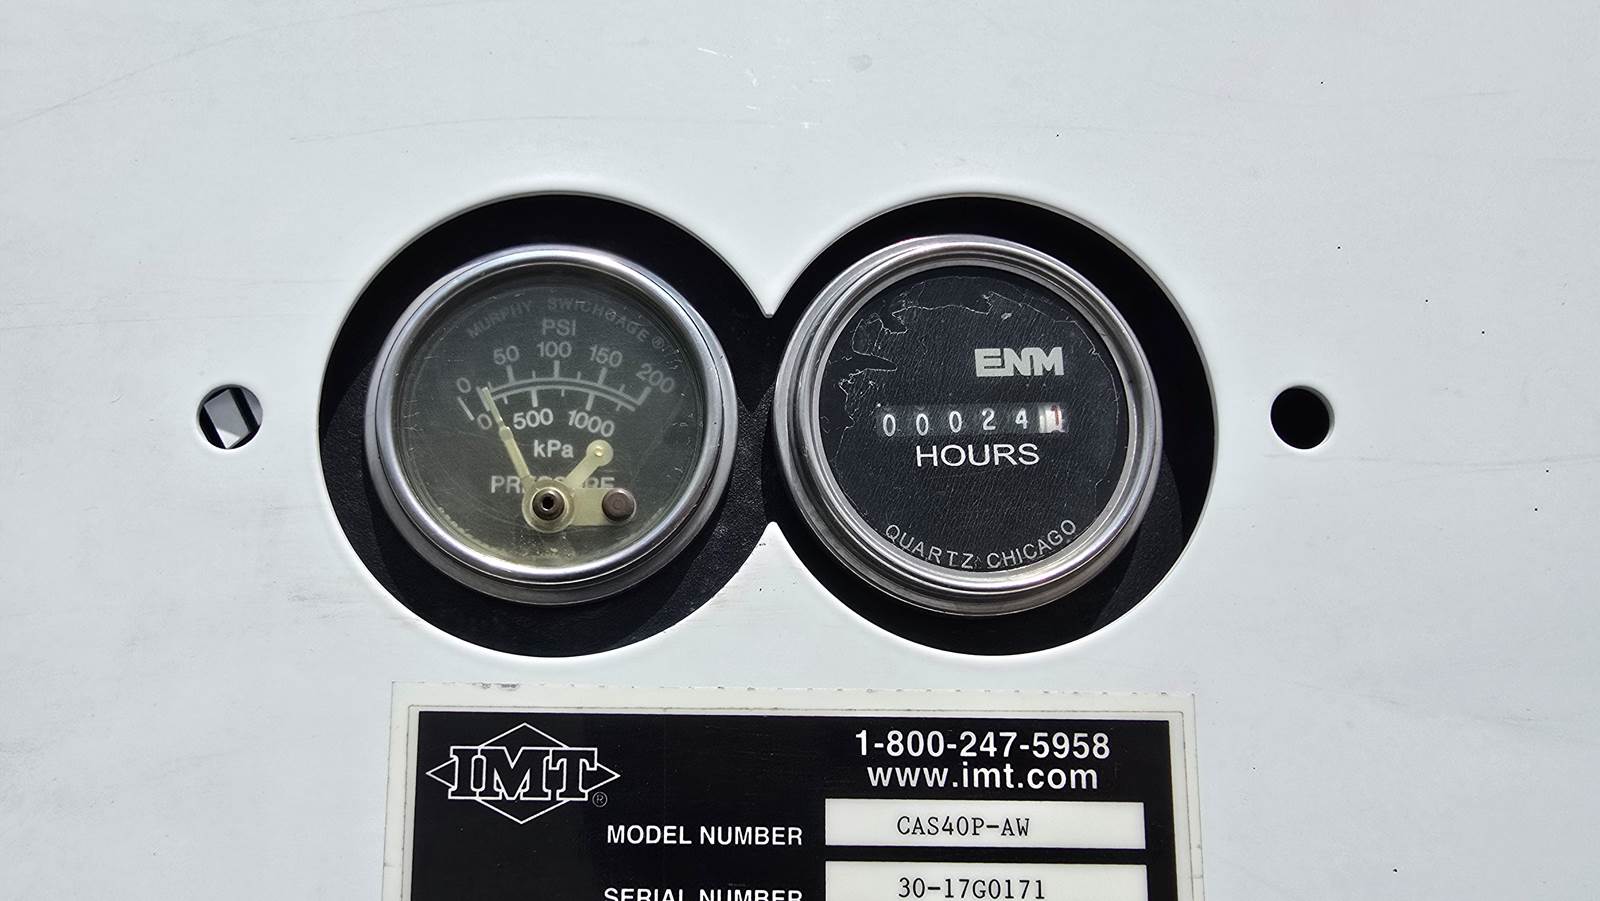 MURPHY SWICHGAGE®
PSI
0 50 100 150 200
0 500 1000
kPa
ENM
000241
HOURS
QUARTZ CHICAGO
IMT®
1-800-247-5958
www.imt.com
MODEL NUMBER CAS40P-AW
SERIAL NUMBER 30-17G0171